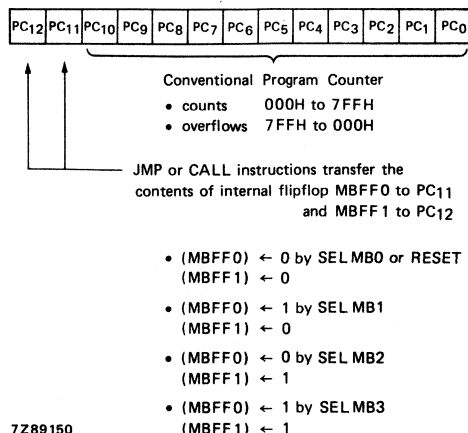 PC12 PC11 PC10 PC9 PC8 PC7 PC6 PC5 PC4 PC3 PC2 PC1 PC0
Conventional Program Counter
• counts 000H to 7FFH
• overflows 7FFH to 000H
JMP or CALL instructions transfer the
contents of internal flipflop MBFF0 to PC11
and MBFF1 to PC12
• (MBFF0) ← 0 by SEL MB0 or RESET
(MBFF1) ← 0
• (MBFF0) ← 1 by SEL MB1
(MBFF1) ← 0
• (MBFF0) ← 0 by SEL MB2
(MBFF1) ← 1
• (MBFF0) ← 1 by SEL MB3
(MBFF1) ← 1
7Z89150